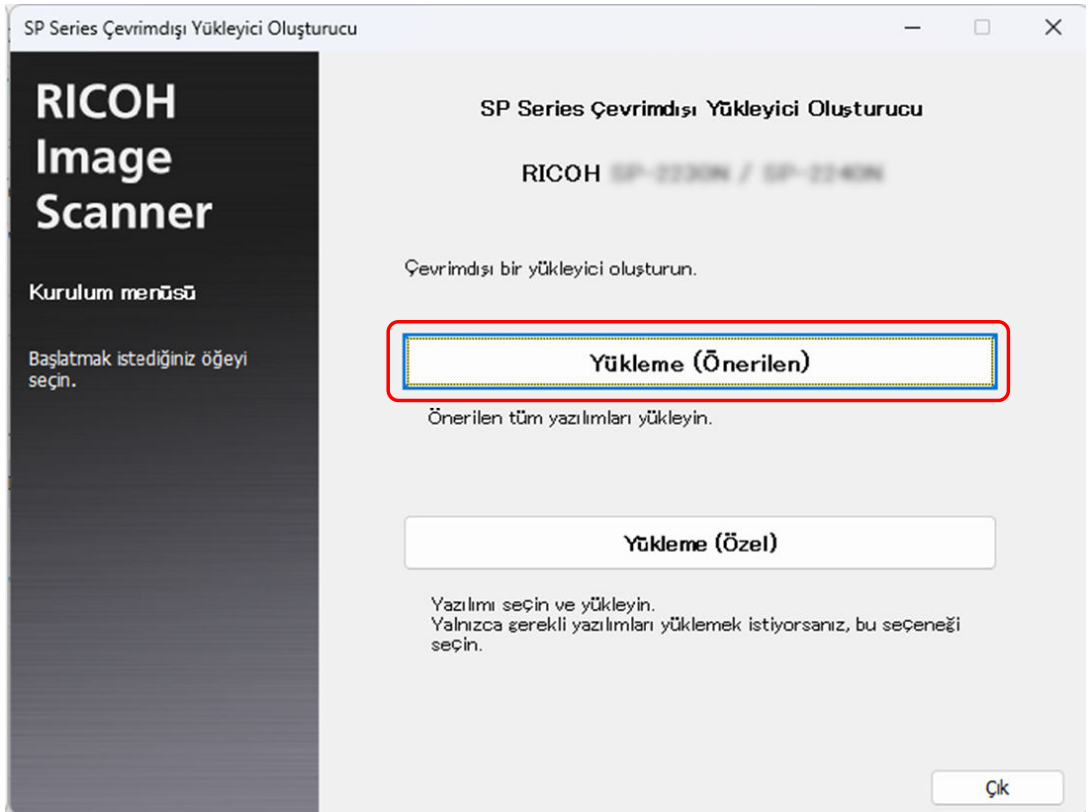 SP Series Çevrimdışı Yükleyici Oluşturucu
RICOH
Image
Scanner
Kurulum menüsü
Başlatmak istediğiniz öğeyi
seçin.
SP Series Çevrimdışı Yükleyici Oluşturucu
RICOH
Çevrimdışı bir yükleyici oluşturun.
Yükleme (Önerilen)
Önerilen tüm yazılımları yükleyin.
Yükleme (Özel)
Yazılımı seçin ve yükleyin.
Yalnızca gerekli yazılımları yüklemek istiyorsanız, bu seçeneği
seçin.
Çık